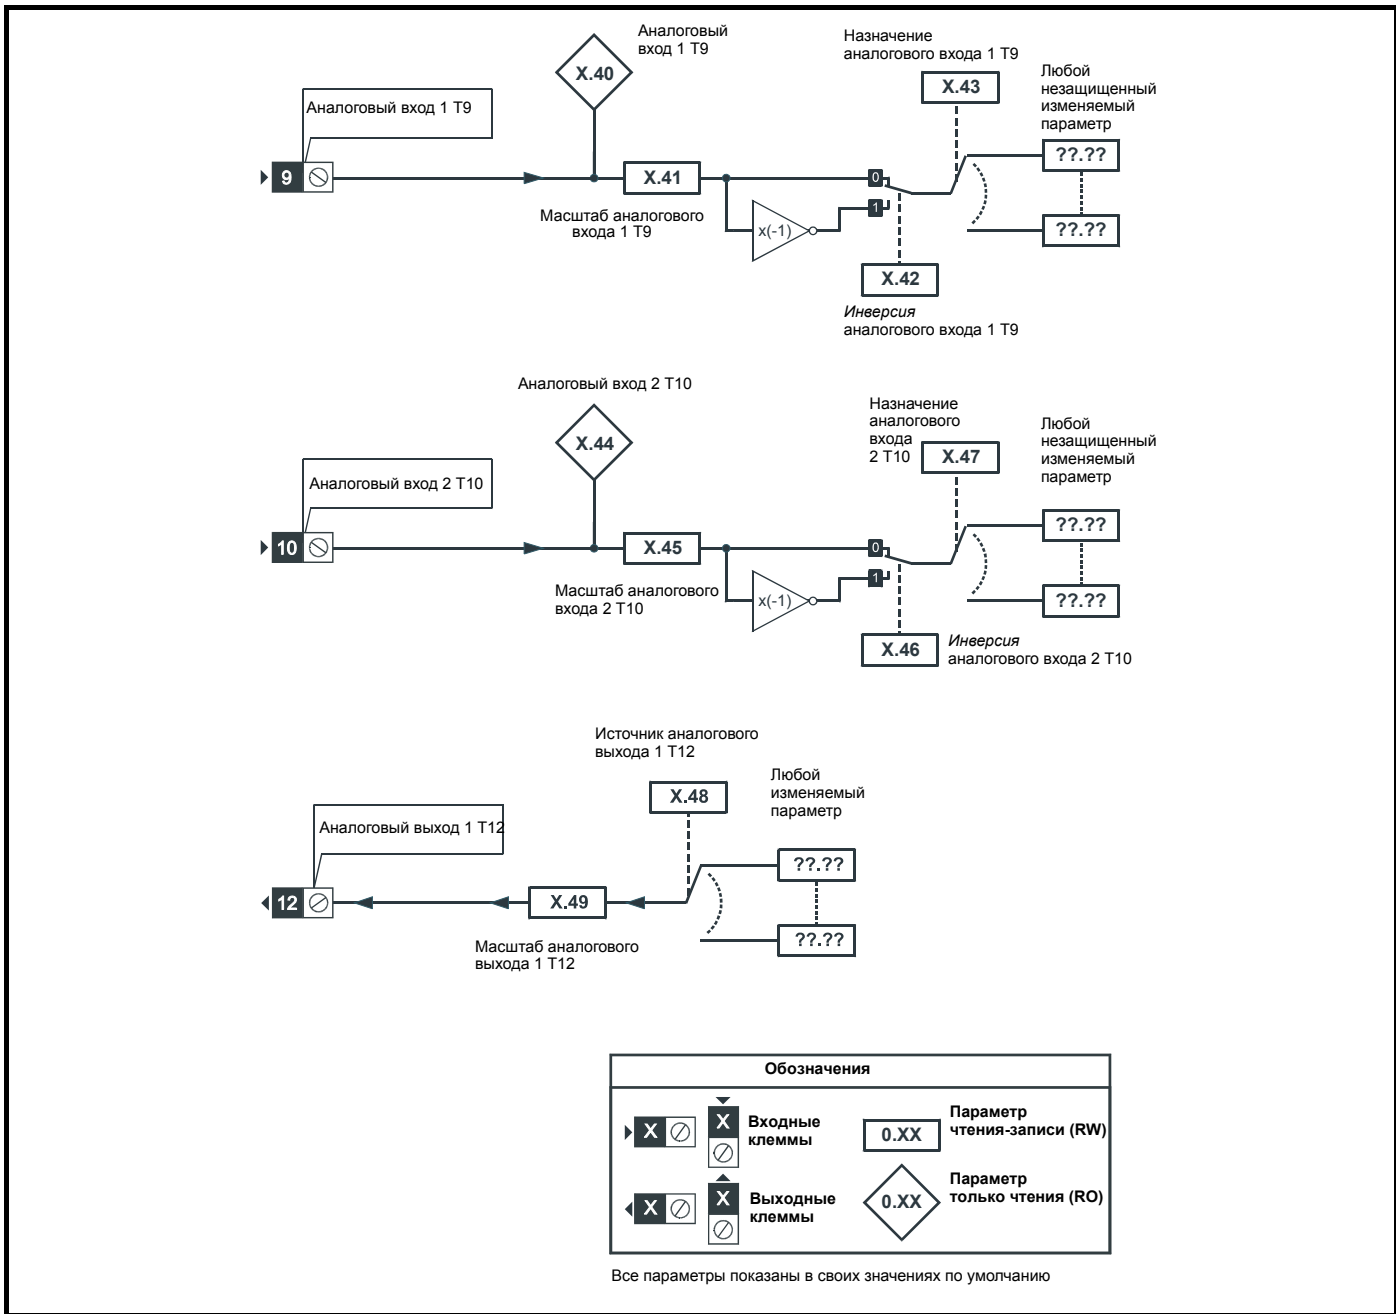 Аналоговый
вход 1 T9
X.40
Назначение
аналогового входа 1 T9
X.43
Любой
незащищенный
изменяемый
параметр
Аналоговый вход 1 T9
9
X.41
Масштаб аналогового
входа 1 T9
x(-1)
0
1
??.??
??.??
X.42
Инверсия
аналогового входа 1 T9
Аналоговый вход 2 T10
X.44
Назначение
аналогового
входа
2 T10
X.47
Любой
незащищенный
изменяемый
параметр
Аналоговый вход 2 T10
10
X.45
Масштаб аналогового
входа 2 T10
x(-1)
0
1
??.??
??.??
X.46
Инверсия
аналогового входа 2 T10
Источник аналогового
выхода 1 T12
X.48
Любой
изменяемый
параметр
Аналоговый выход 1 T12
12
X.49
Масштаб аналогового
выхода 1 T12
??.??
??.??
Обозначения
X
X
Входные
клеммы
0.XX
Параметр
чтения-записи (RW)
X
X
Выходные
клеммы
0.XX
Параметр
только чтения (RO)
Все параметры показаны в своих значениях по умолчанию